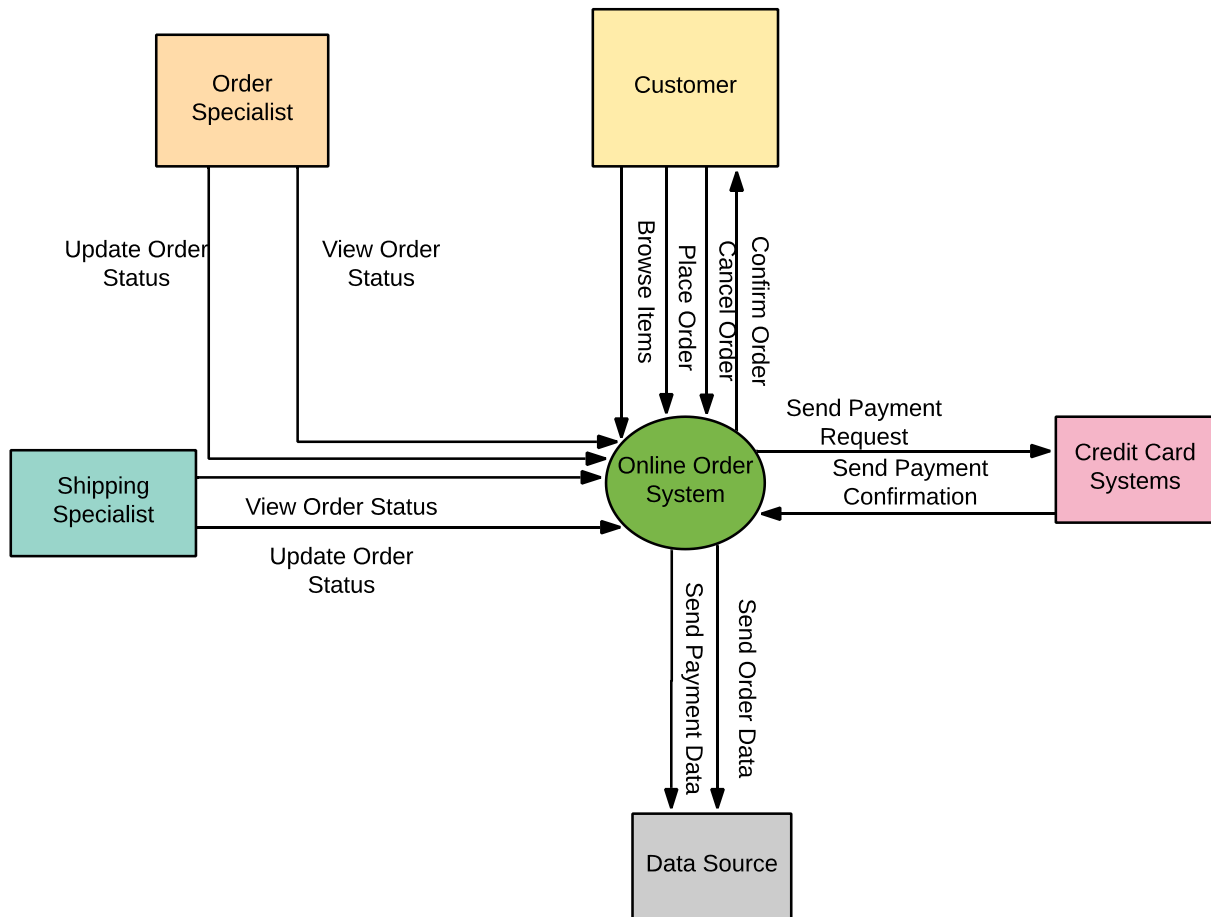 Order
Specialist
Customer
Update Order
Status
View Order
Status
Browse Items
Place Order
Cancel Order
Confirm Order
Send Payment
Request
Send Payment
Confirmation
Credit Card
Systems
Online Order
System
Shipping
Specialist
View Order Status
Update Order
Status
Send Payment Data
Send Order Data
Data Source